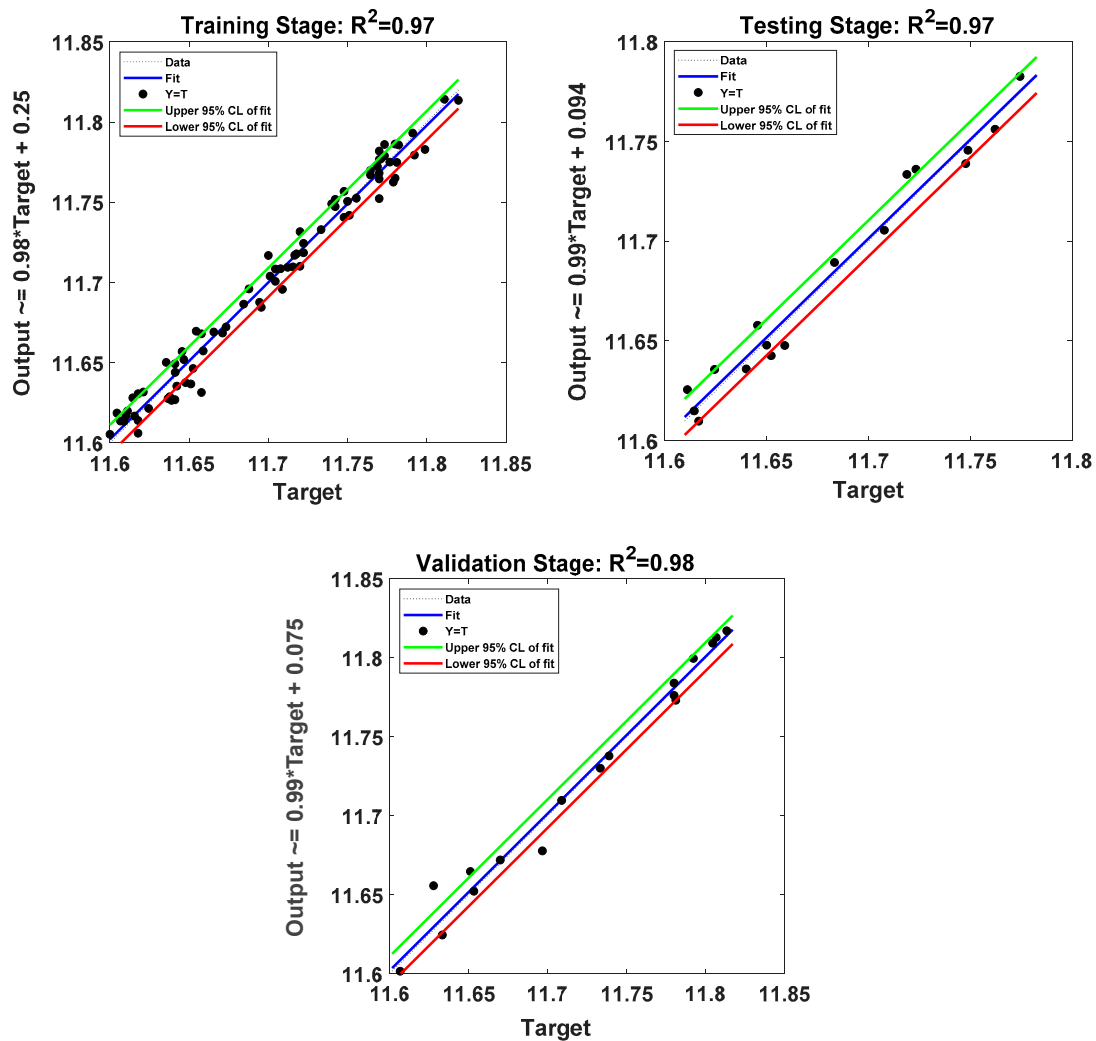 Training Stage: R2=0.97
11.85
11.8
11.75
11.7
11.65
11.6
Output ~= 0.98*Target + 0.25
Data
Fit
Y=T
Upper 95% CL of fit
Lower 95% CL of fit
11.6 11.65 11.7 11.75 11.8 11.85
Target
Testing Stage: R2=0.97
11.8
11.75
11.7
11.65
11.6
Output ~= 0.99*Target + 0.094
Data
Fit
Y=T
Upper 95% CL of fit
Lower 95% CL of fit
11.6 11.65 11.7 11.75 11.8
Target
Validation Stage: R2=0.98
11.85
11.8
11.75
11.7
11.65
11.6
Output ~= 0.99*Target + 0.075
Data
Fit
Y=T
Upper 95% CL of fit
Lower 95% CL of fit
11.6 11.65 11.7 11.75 11.8 11.85
Target